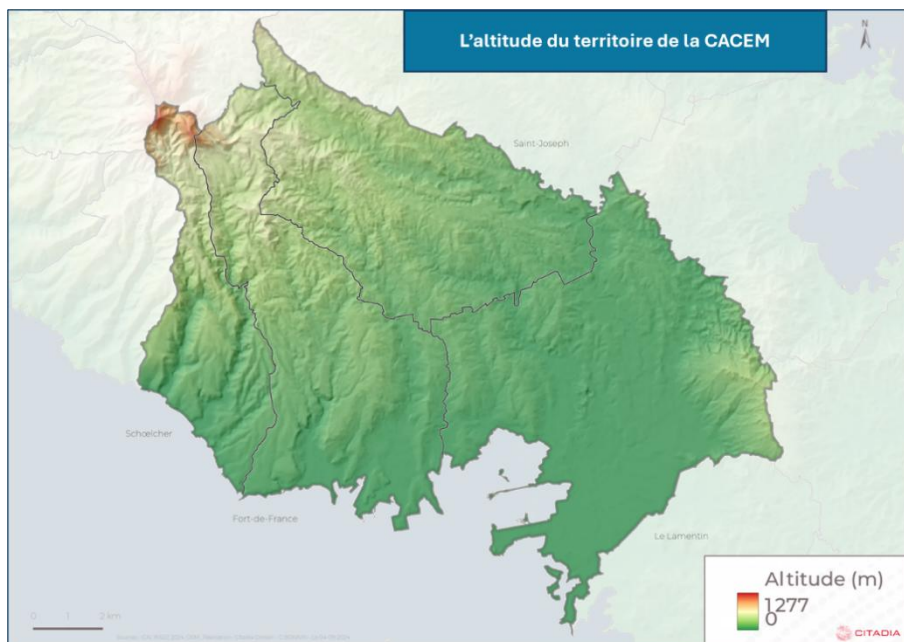 L'altitude du territoire de la CACEM
N
Saint-Joseph
Schœlcher
Fort-de-France
Le Lamentin
0 1 2 km
Altitude (m)
1277
0
CITADIA